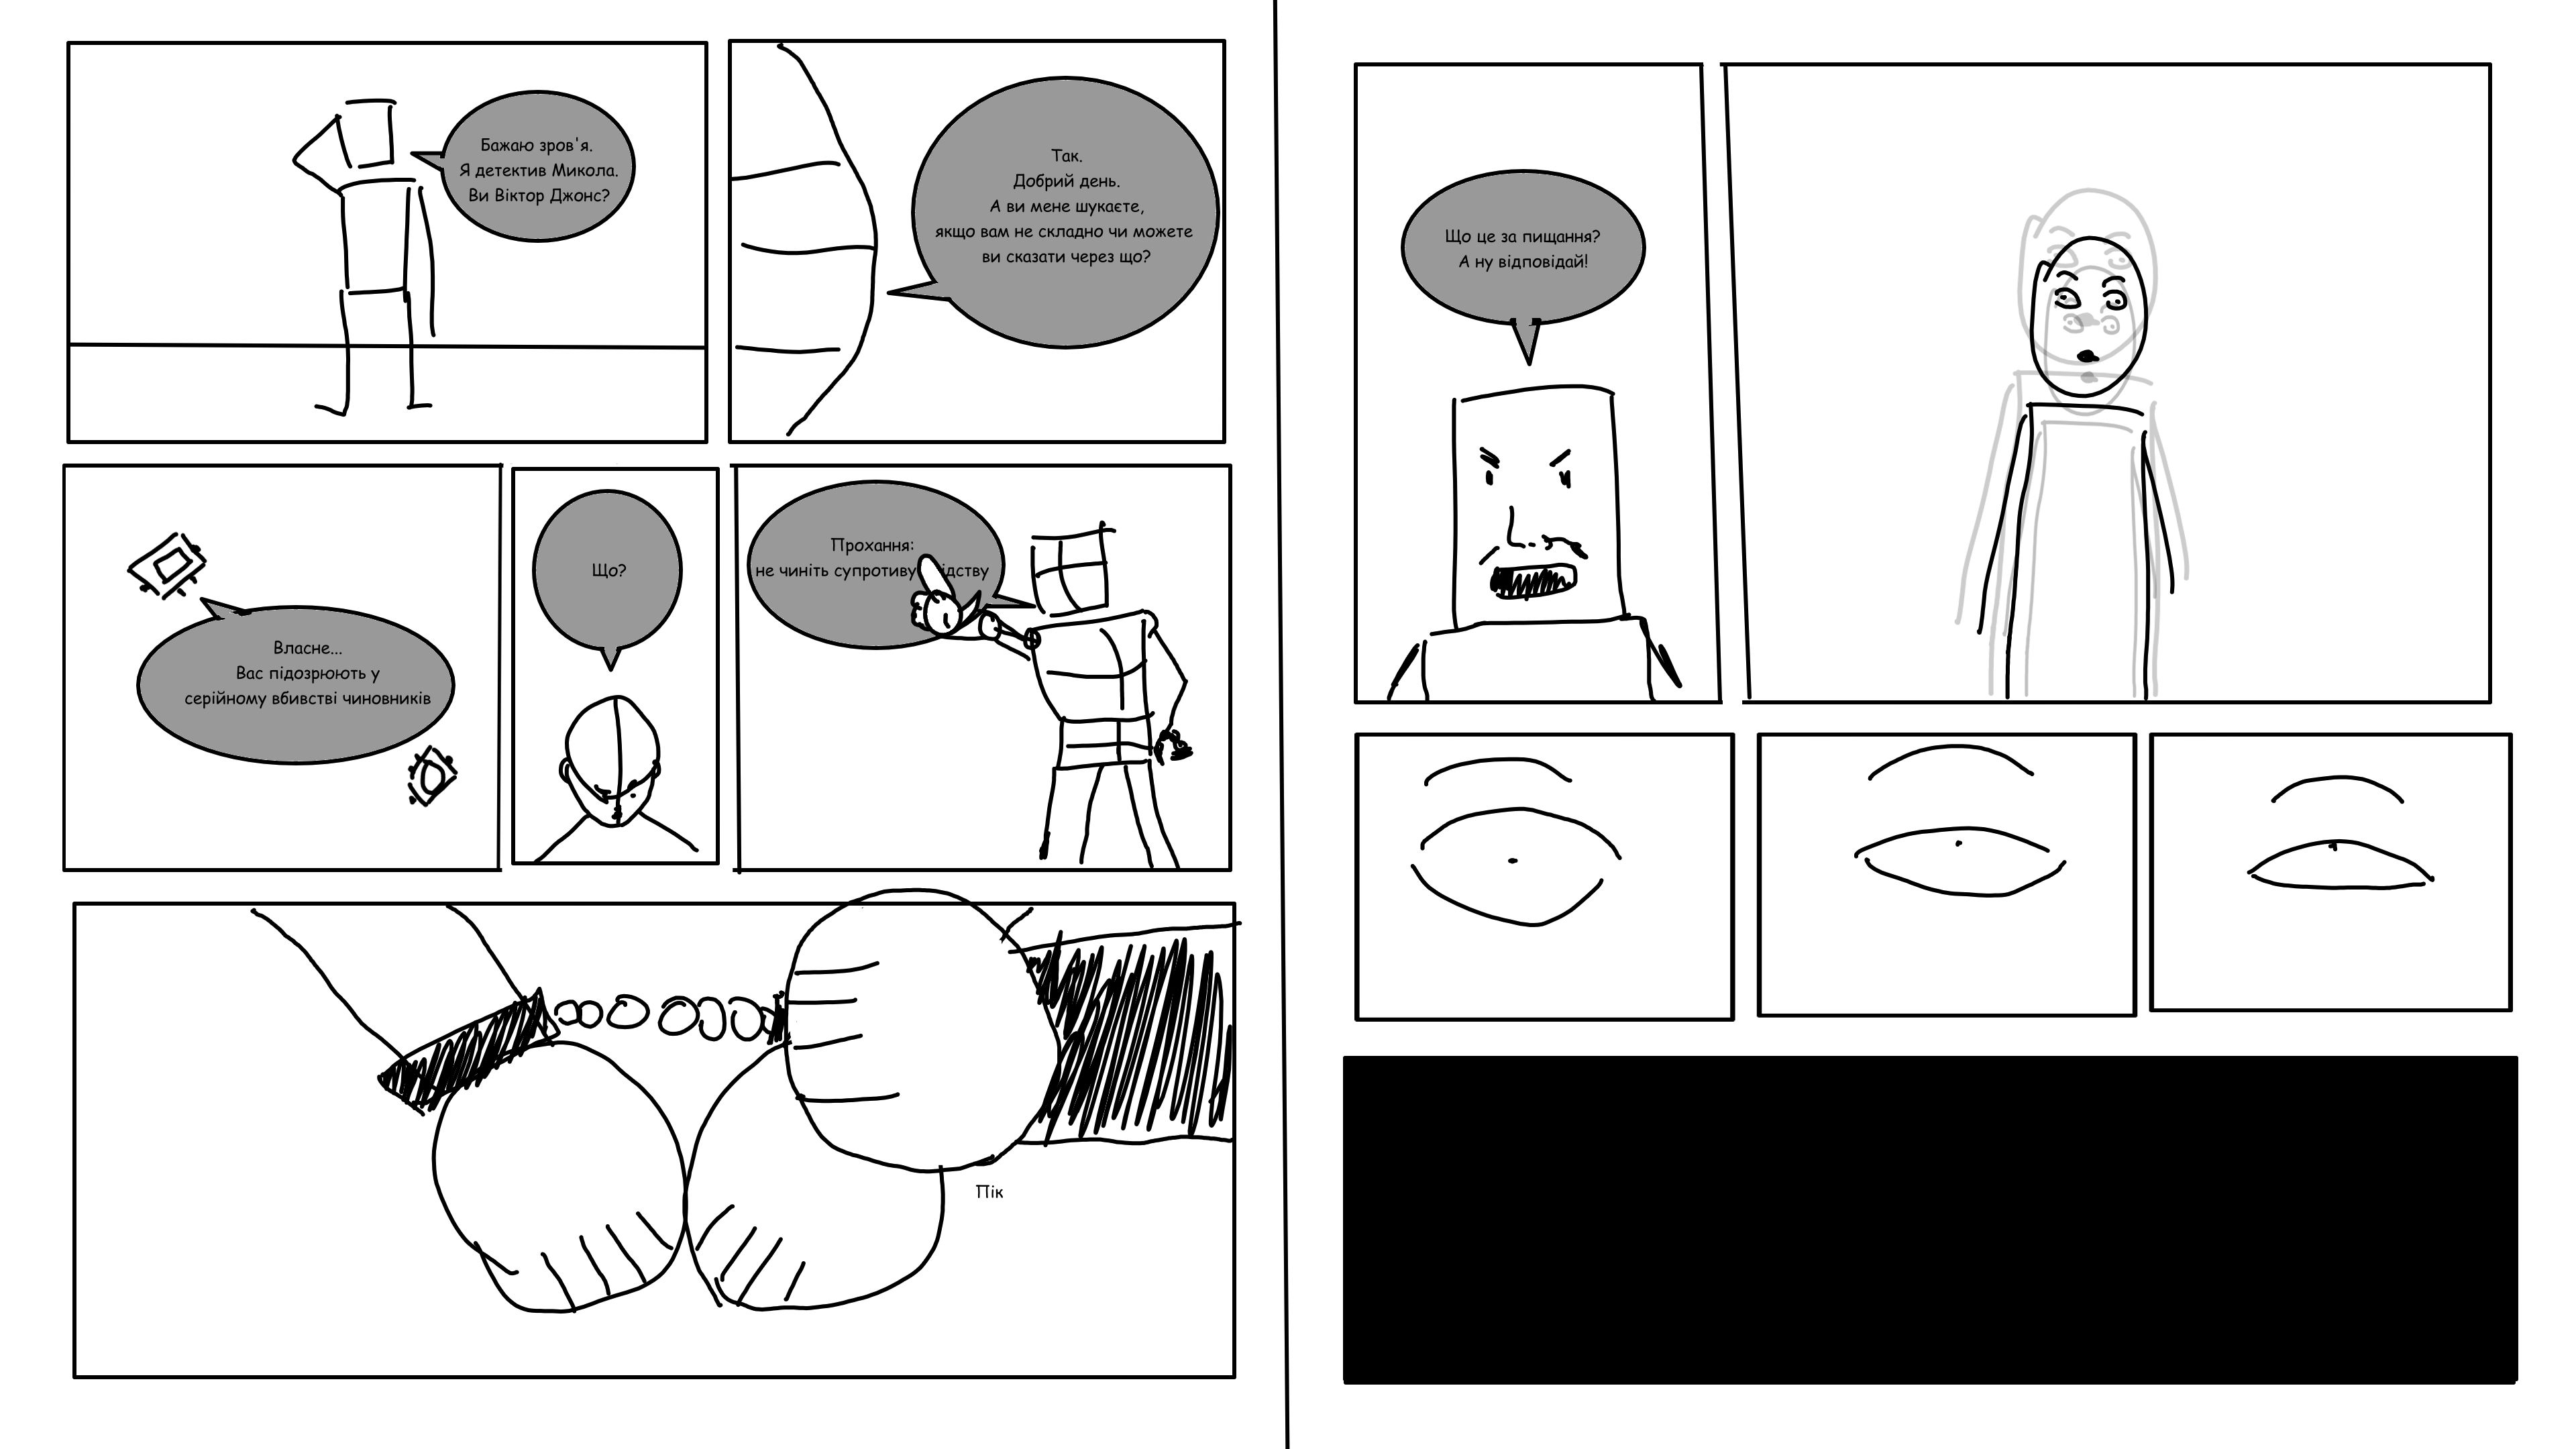 Бажаю зров'я.
Я детектив Микола.
Ви Віктор Джонс?
Так.
Добрий день.
А ви мене шукаєте,
якщо вам не складно чи можете
ви сказати через що?
Власне...
Вас підозрюють у
серійному вбивстві чиновників
Що?
Прохання:
не чиніть супротиву
Пік
Що це за пищання?
А ну відповідай!